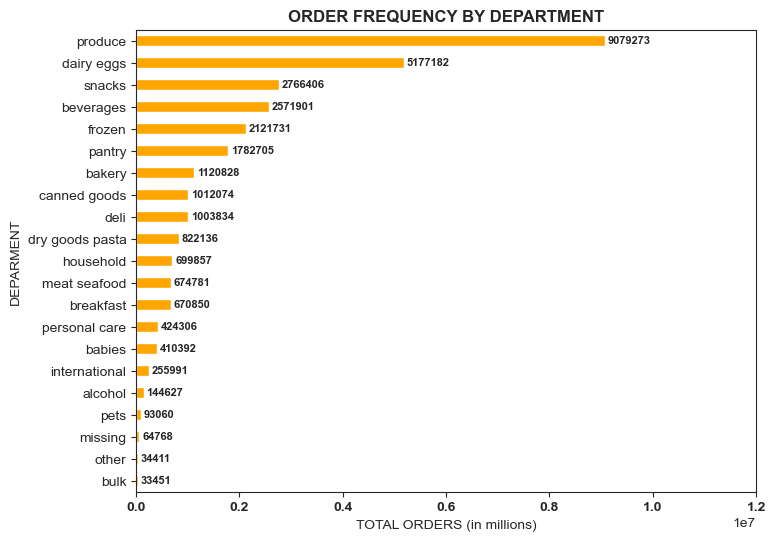 ORDER FREQUENCY BY DEPARTMENT
produce 9079273
dairy eggs 5177182
snacks 2766406
beverages 2571901
frozen 2121731
pantry 1782705
bakery 1120828
canned goods 1012074
deli 1003834
dry goods pasta 822136
household 699857
meat seafood 674781
breakfast 670850
personal care 424306
babies 410392
international 255991
alcohol 144627
pets 93060
missing 64768
other 34411
bulk 33451
DEPARMENT
0.0 0.2 0.4 0.6 0.8 1.0 1.2
1e7
TOTAL ORDERS (in millions)